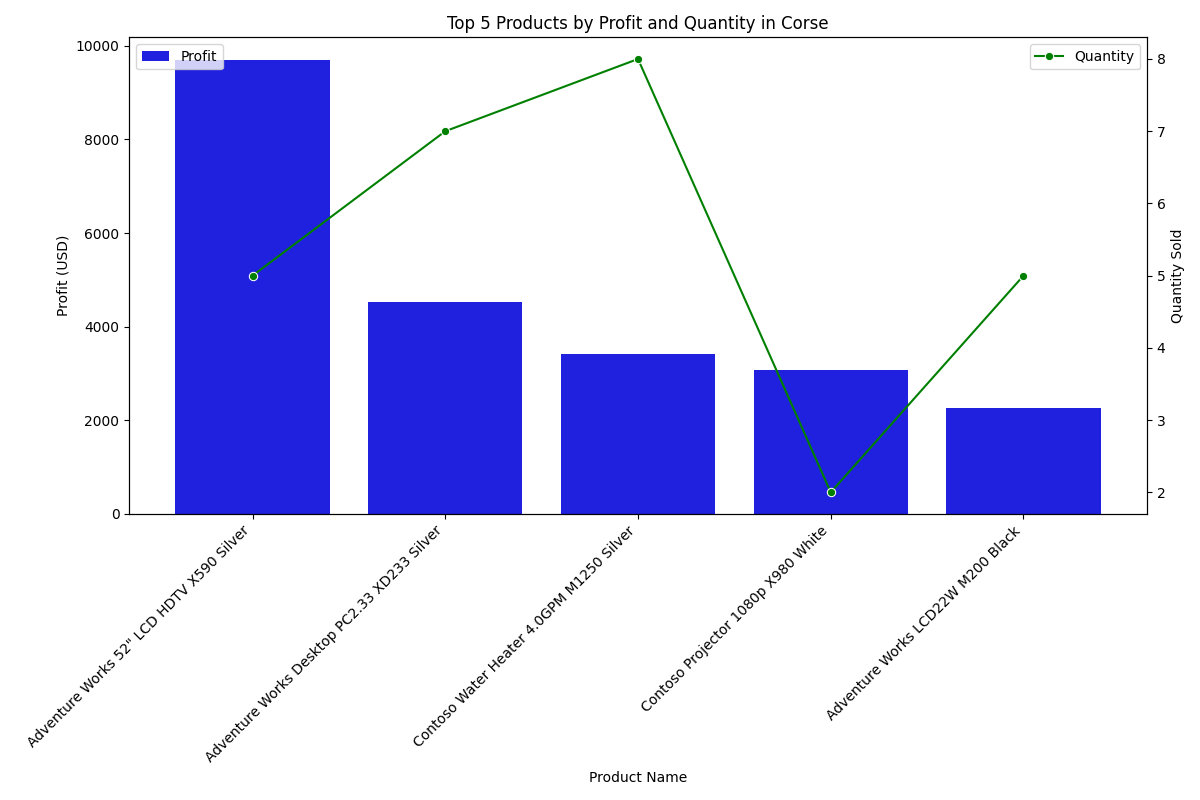 Top 5 Products by Profit and Quantity in Corse
Profit
Quantity
10000
8000
6000
4000
2000
0
Profit (USD)
8
7
6
5
4
3
2
Quantity Sold
Adventure Works 52" LCD HDTV X590 Silver
Adventure Works Desktop PC2.33 XD233 Silver
Contoso Water Heater 4.0GPM M1250 Silver
Contoso Projector 1080p X980 White
Adventure Works LCD22W M200 Black
Product Name